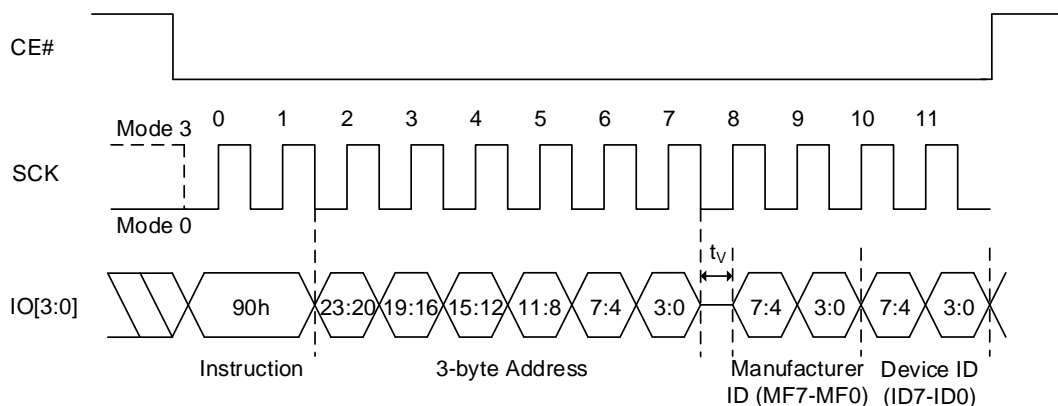 CE#
0 1 2 3 4 5 6 7 8 9 10 11
Mode 3
SCK
Mode 0
tV
IO[3:0] 90h 23:20 19:16 15:12 11:8 7:4 3:0 7:4 3:0 7:4 3:0
Instruction 3-byte Address Manufacturer Device ID
ID (MF7-MF0) (ID7-ID0)